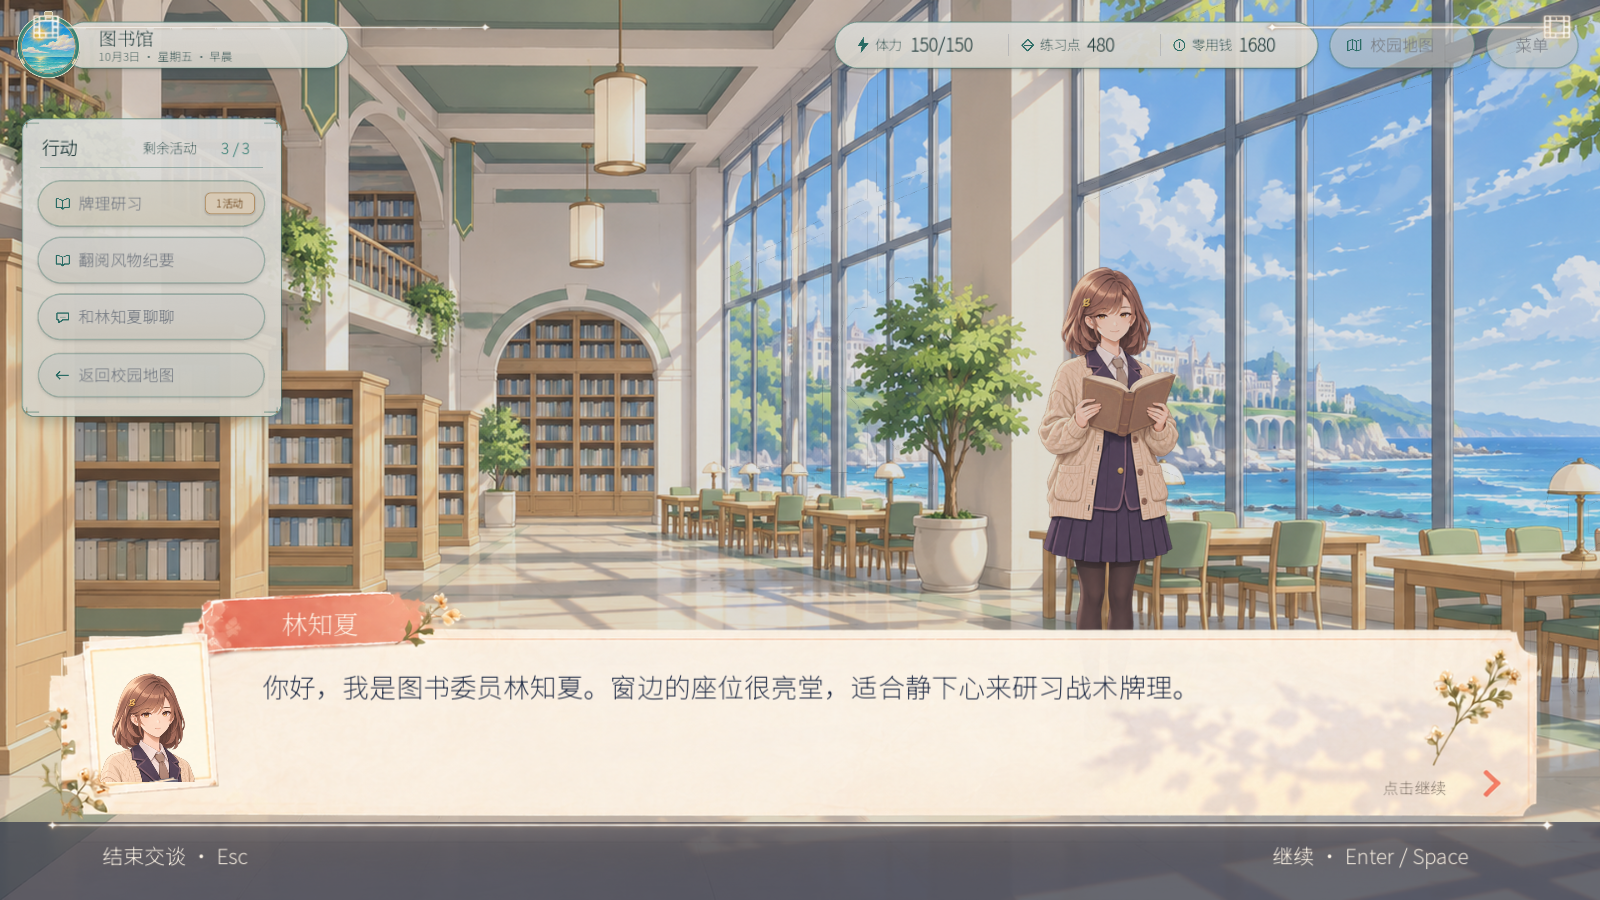 图书馆
10月3日 · 星期五 · 早晨
体力 150/150
练习点 480
零用钱 1680
校园地图
菜单
行动 剩余活动 3 / 3
牌理研习 1活动
翻阅风物纪要
和林知夏聊聊
返回校园地图
林知夏
你好，我是图书委员林知夏。窗边的座位很亮堂，适合静下心来研习战术牌理。
点击继续
结束交谈 · Esc
继续 · Enter / Space